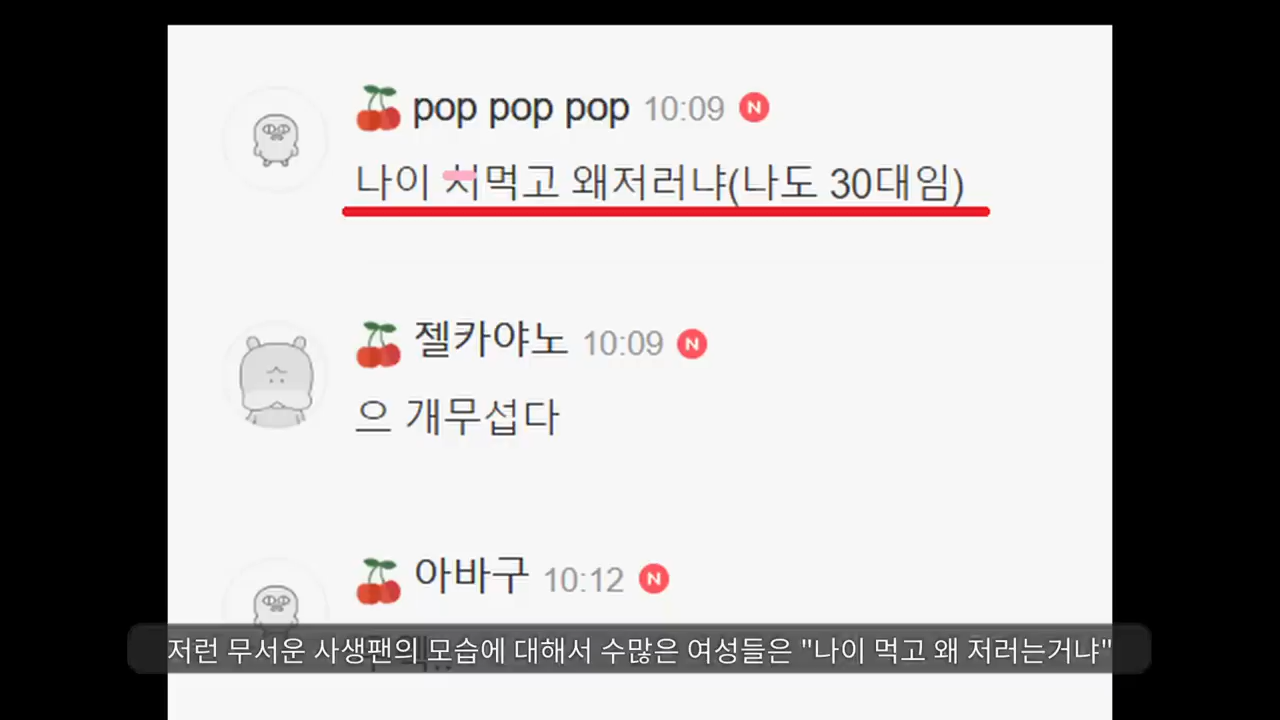 pop pop pop 10:09 N
나이 처먹고 왜저러냐(나도 30대임)
젤카야노 10:09 N
으 개무섭다
아바구 10:12 N
저런 무서운 사생팬의 모습에 대해서 수많은 여성들은 "나이 먹고 왜 저러는거냐"